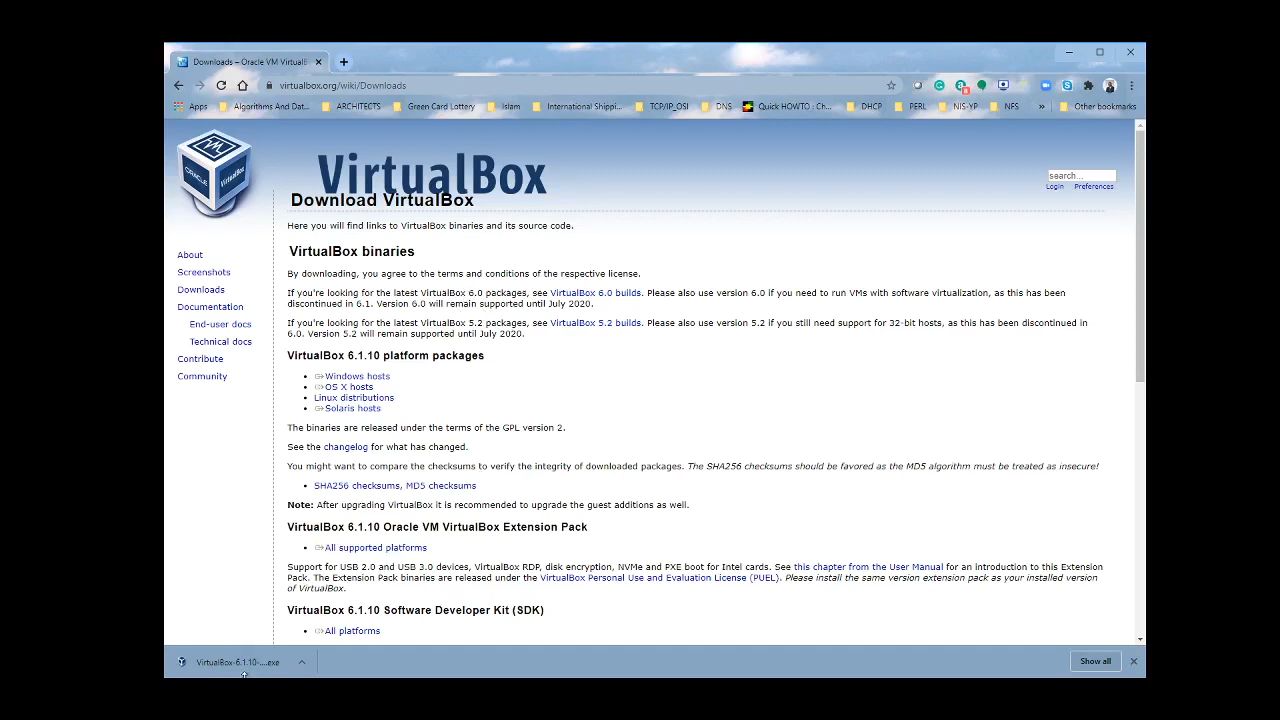 Downloads – Oracle VM VirtualB
virtualbox.org/wiki/Downloads
Apps
Algorithms And Dat...
ARCHITECTS
Green Card Lottery
Islam
International Shippi...
TCP/IP_OSI
DNS
Quick HOWTO : Ch...
DHCP
PERL
NIS-YP
NFS
»
Other bookmarks
ORACLE
VirtualBox
VirtualBox
search...
Login
Preferences
About
Screenshots
Downloads
Documentation
End-user docs
Technical docs
Contribute
Community
Download VirtualBox
Here you will find links to VirtualBox binaries and its source code.
VirtualBox binaries
By downloading, you agree to the terms and conditions of the respective license.
If you're looking for the latest VirtualBox 6.0 packages, see VirtualBox 6.0 builds. Please also use version 6.0 if you need to run VMs with software virtualization, as this has been
discontinued in 6.1. Version 6.0 will remain supported until July 2020.
If you're looking for the latest VirtualBox 5.2 packages, see VirtualBox 5.2 builds. Please also use version 5.2 if you still need support for 32-bit hosts, as this has been discontinued in
6.0. Version 5.2 will remain supported until July 2020.
VirtualBox 6.1.10 platform packages
• Windows hosts
• OS X hosts
• Linux distributions
• Solaris hosts
The binaries are released under the terms of the GPL version 2.
See the changelog for what has changed.
You might want to compare the checksums to verify the integrity of downloaded packages. The SHA256 checksums should be favored as the MD5 algorithm must be treated as insecure!
• SHA256 checksums, MD5 checksums
Note: After upgrading VirtualBox it is recommended to upgrade the guest additions as well.
VirtualBox 6.1.10 Oracle VM VirtualBox Extension Pack
• All supported platforms
Support for USB 2.0 and USB 3.0 devices, VirtualBox RDP, disk encryption, NVMe and PXE boot for Intel cards. See this chapter from the User Manual for an introduction to this Extension
Pack. The Extension Pack binaries are released under the VirtualBox Personal Use and Evaluation License (PUEL). Please install the same version extension pack as your installed version
of VirtualBox.
VirtualBox 6.1.10 Software Developer Kit (SDK)
• All platforms
VirtualBox-6.1.10-....exe
Show all